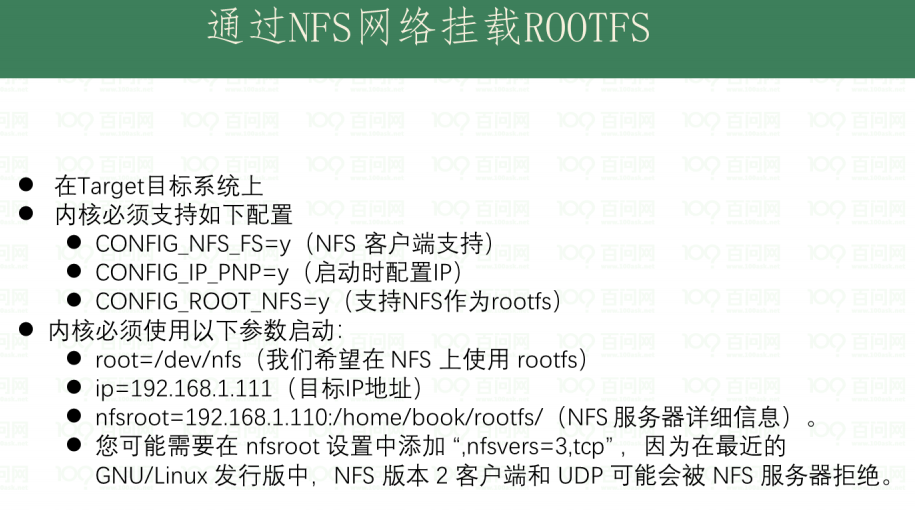 通过NFS网络挂载ROOTFS
● 在Target目标系统上
● 内核必须支持如下配置
● CONFIG_NFS_FS=y（NFS 客户端支持）
● CONFIG_IP_PNP=y（启动时配置IP）
● CONFIG_ROOT_NFS=y（支持NFS作为rootfs）
● 内核必须使用以下参数启动：
● root=/dev/nfs（我们希望在 NFS 上使用 rootfs）
● ip=192.168.1.111（目标IP地址）
● nfsroot=192.168.1.110:/home/book/rootfs/（NFS 服务器详细信息）。
● 您可能需要在 nfsroot 设置中添加 “,nfsvers=3,tcp” ，因为在最近的
GNU/Linux 发行版中，NFS 版本 2 客户端和 UDP 可能会被 NFS 服务器拒绝。